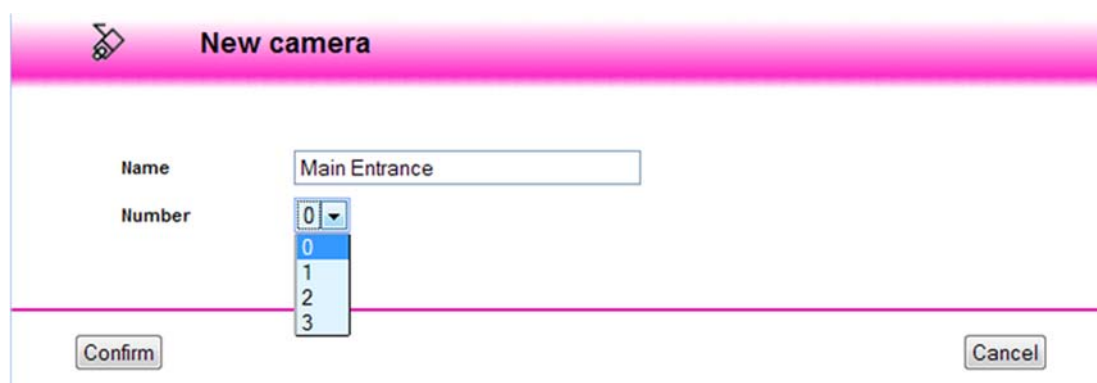 New camera
Name Main Entrance
Number 0
0
1
2
3
Confirm Cancel